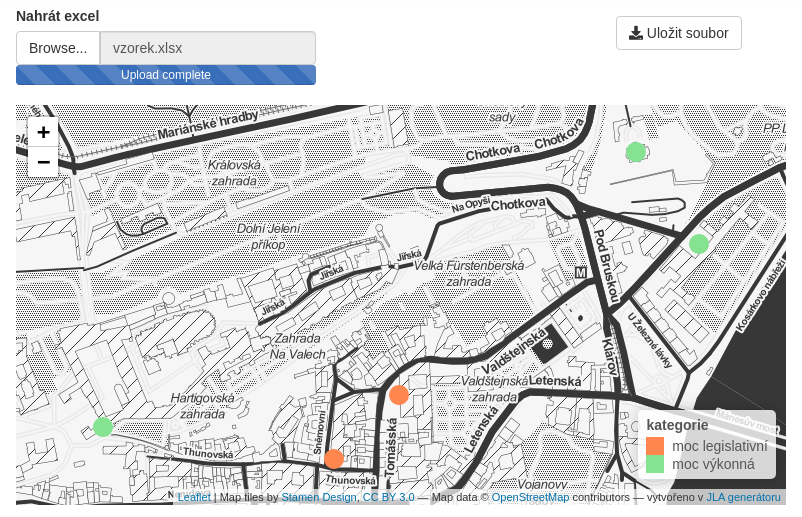 Nahrát excel
Browse... vzorek.xlsx
Upload complete
Uložit soubor
+
−
Mariánské hradby
sady
Chotkova
Chotkova
PP L
Královská
zahrada
Na Opyši
Chotkova
Dolní Jelení
příkop
Pod Bruskou
Jiřská
Jiřská
Velká Fürstenberská
zahrada
M
Kosárkovo nábřeží
Jiřská
U Železné lávky
Zahrada
Na Valech
Valdštejnská
Klárov
Valdštejnská
zahrada
Letenská
Hartigovská
zahrada
Sněmovní
Tomášská
Letenská
Mánesův most
kategorie
moc legislativní
moc výkonná
Thunovská
Thunovská
Vojanovy
Leaflet | Map tiles by Stamen Design, CC BY 3.0 — Map data © OpenStreetMap contributors — vytvořeno v JLA generátoru